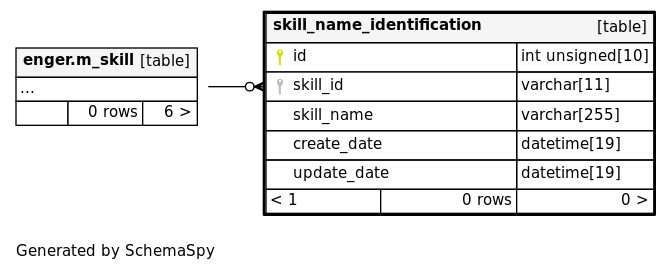 skill_name_identification [table]
id int unsigned[10]
skill_id varchar[11]
skill_name varchar[255]
create_date datetime[19]
update_date datetime[19]
< 1 0 rows 0 >
enger.m_skill [table]
...
0 rows 6 >
Generated by SchemaSpy